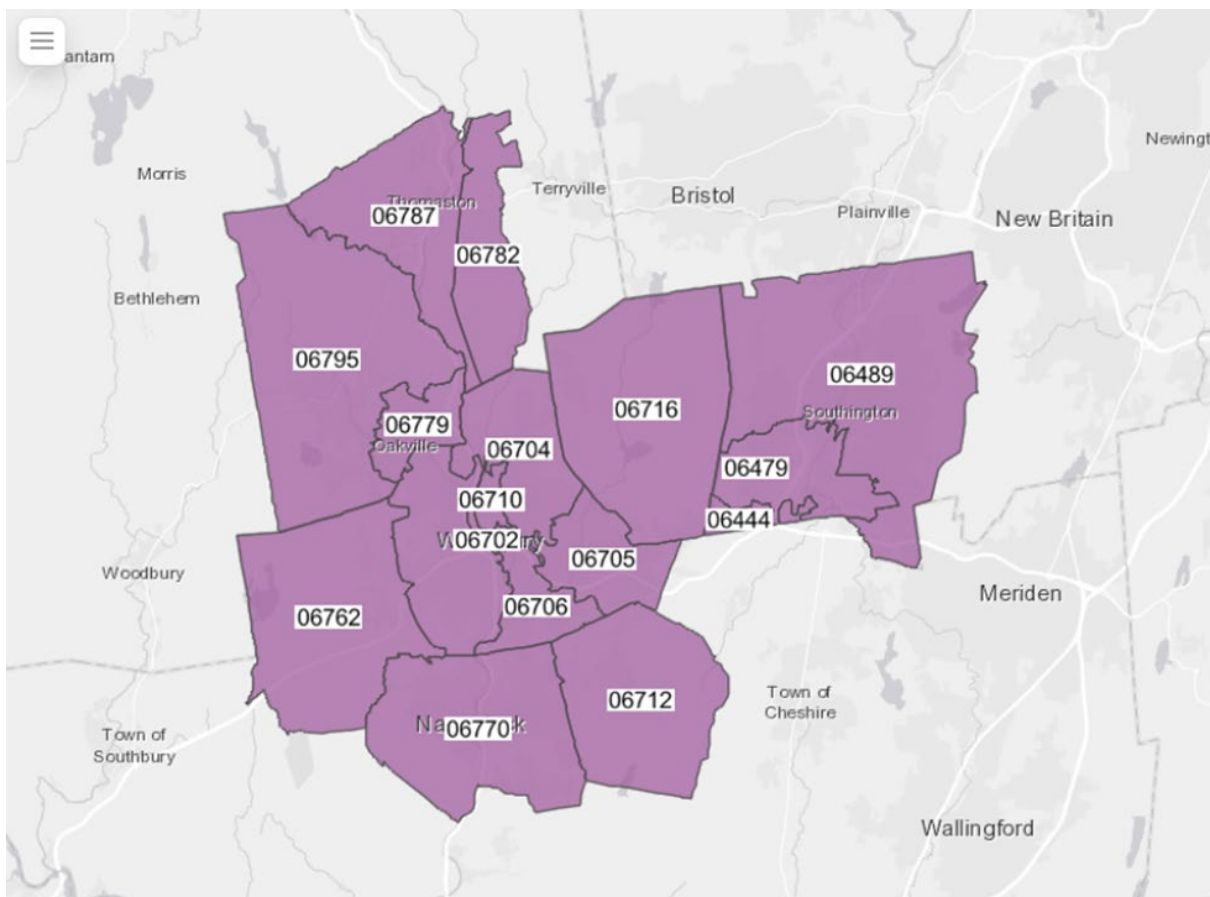 antam
Newingt
Morris
Terryville
Bristol
Thomaston
06787
Plainville
New Britain
06782
Bethlehem
06795
06489
06716
Southington
06779
Oakville
06704
06479
06710
06444
06702
06705
Woodbury
Meriden
06706
06762
06712
Town of
Cheshire
06770
Town of
Southbury
Wallingford